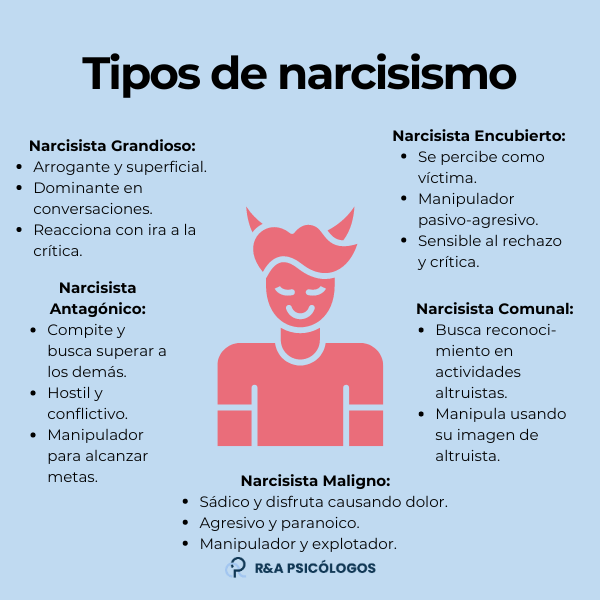 Tipos de narcisismo
Narcisista Grandioso:
• Arrogante y superficial.
• Dominante en
conversaciones.
• Reacciona con ira a la
crítica.
Narcisista Encubierto:
• Se percibe como
víctima.
• Manipulador
pasivo-agresivo.
• Sensible al rechazo
y crítica.
Narcisista
Antagónico:
• Compite y
busca superar a
los demás.
• Hostil y
conflictivo.
• Manipulador
para alcanzar
metas.
Narcisista Comunal:
• Busca reconoci-
miento en
actividades
altruistas.
• Manipula usando
su imagen de
altruista.
Narcisista Maligno:
• Sádico y disfruta causando dolor.
• Agresivo y paranoico.
• Manipulador y explotador.
R&A PSICÓLOGOS